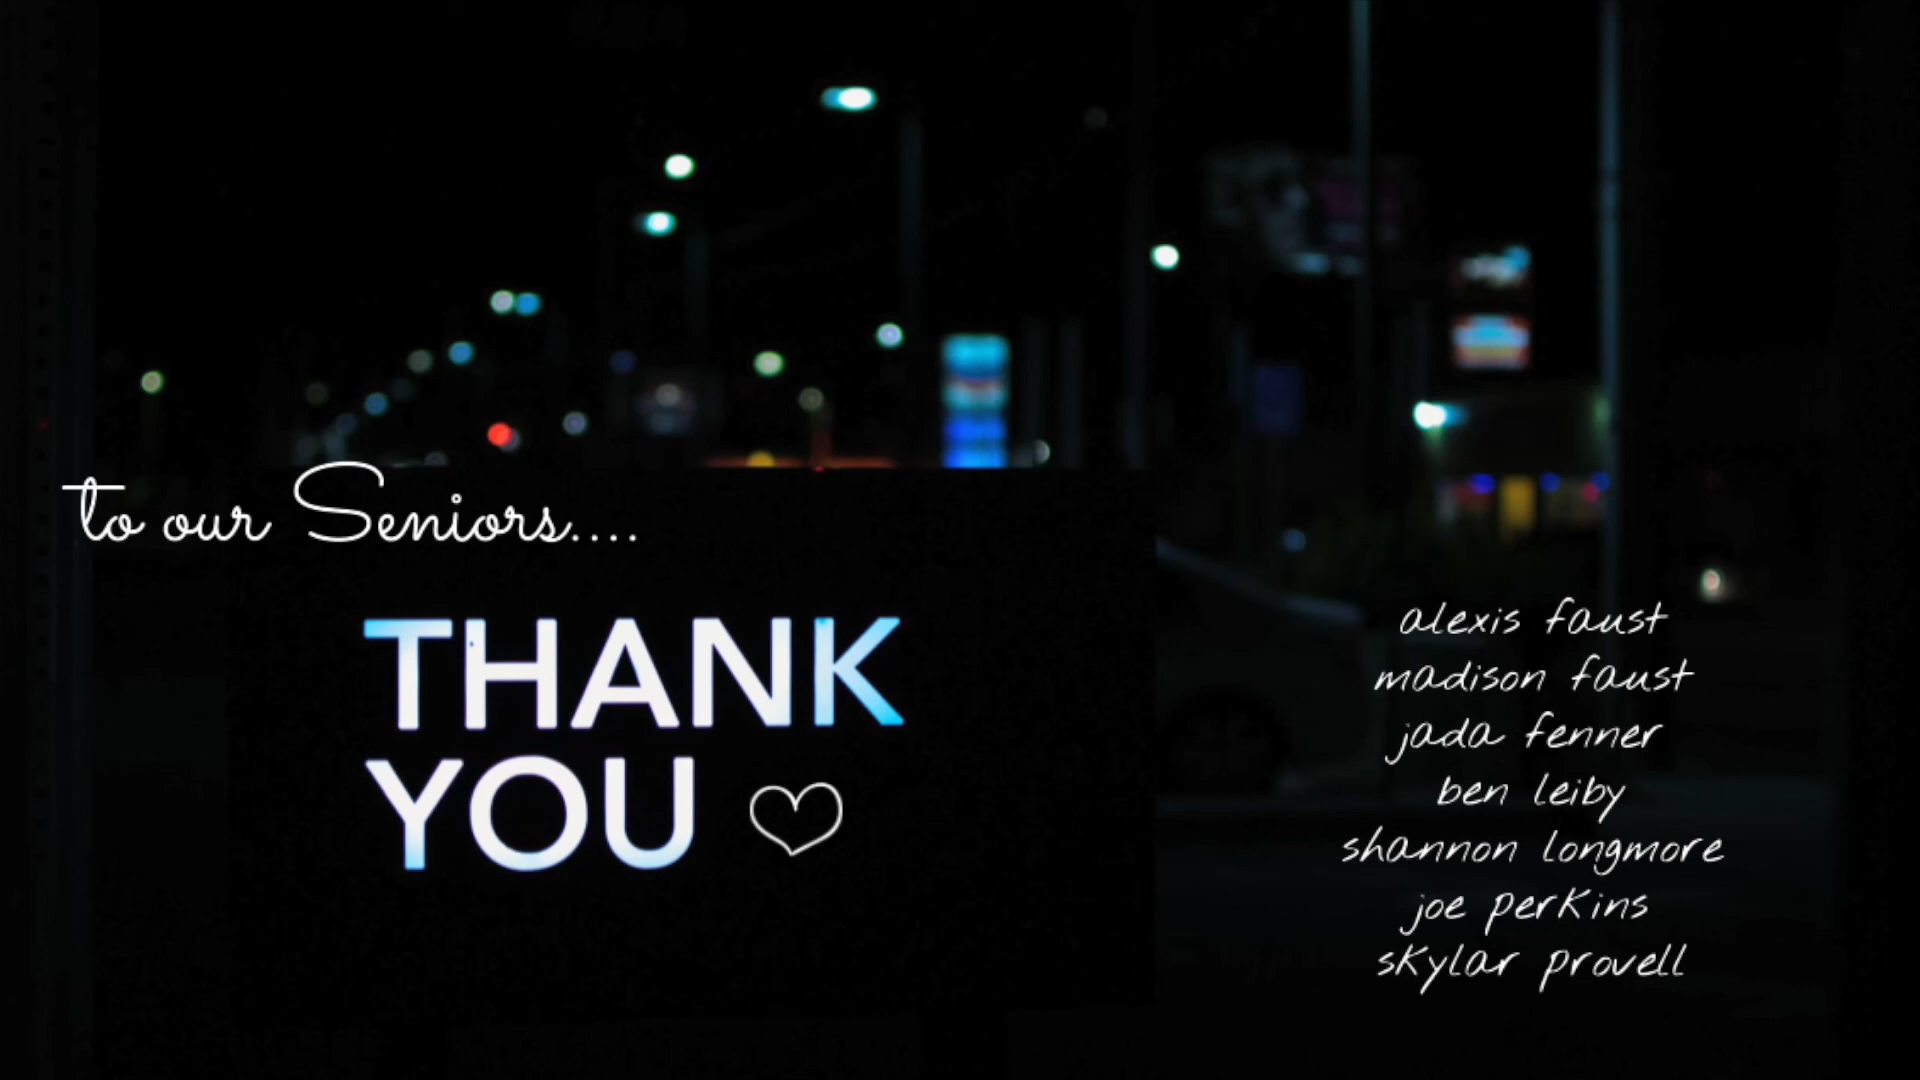 to our Seniors....
THANK
YOU
alexis faust
madison faust
jada fenner
ben leiby
shannon longmore
joe perkins
skylar provell